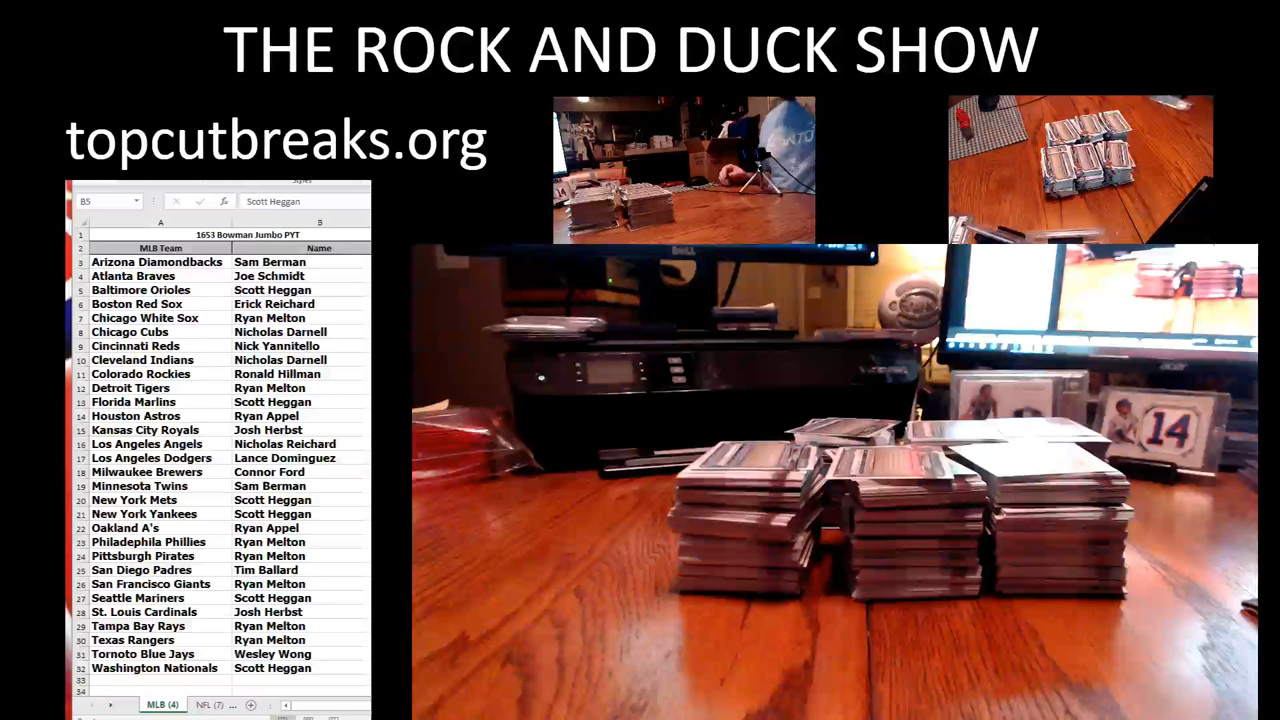 THE ROCK AND DUCK SHOW
topcutbreaks.org
B5 fx Scott Heggan
A B
1 1653 Bowman Jumbo PYT
2 MLB Team Name
3 Arizona Diamondbacks Sam Berman
4 Atlanta Braves Joe Schmidt
5 Baltimore Orioles Scott Heggan
6 Boston Red Sox Erick Reichard
7 Chicago White Sox Ryan Melton
8 Chicago Cubs Nicholas Darnell
9 Cincinnati Reds Nick Yannitello
10 Cleveland Indians Nicholas Darnell
11 Colorado Rockies Ronald Hillman
12 Detroit Tigers Ryan Melton
13 Florida Marlins Scott Heggan
14 Houston Astros Ryan Appel
15 Kansas City Royals Josh Herbst
16 Los Angeles Angels Nicholas Reichard
17 Los Angeles Dodgers Lance Dominguez
18 Milwaukee Brewers Connor Ford
19 Minnesota Twins Sam Berman
20 New York Mets Scott Heggan
21 New York Yankees Scott Heggan
22 Oakland A's Ryan Appel
23 Philadephila Phillies Ryan Melton
24 Pittsburgh Pirates Ryan Melton
25 San Diego Padres Tim Ballard
26 San Francisco Giants Ryan Melton
27 Seattle Mariners Scott Heggan
28 St. Louis Cardinals Josh Herbst
29 Tampa Bay Rays Ryan Melton
30 Texas Rangers Ryan Melton
31 Tornoto Blue Jays Wesley Wong
32 Washington Nationals Scott Heggan
33
34
MLB (4) NFL (7) ...
DELL
acer
14